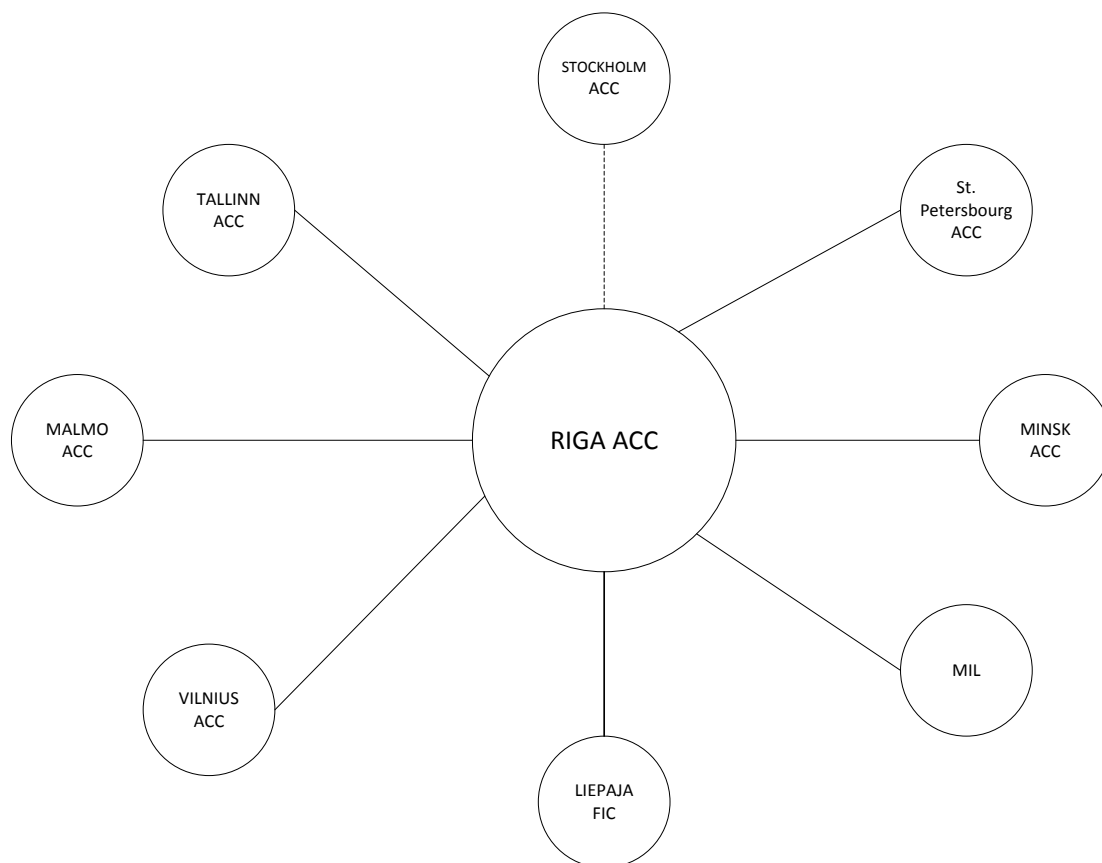 STOCKHOLM
ACC
TALLINN
ACC
St.
Petersbourg
ACC
MALMO
ACC
RIGA ACC
MINSK
ACC
VILNIUS
ACC
MIL
LIEPAJA
FIC